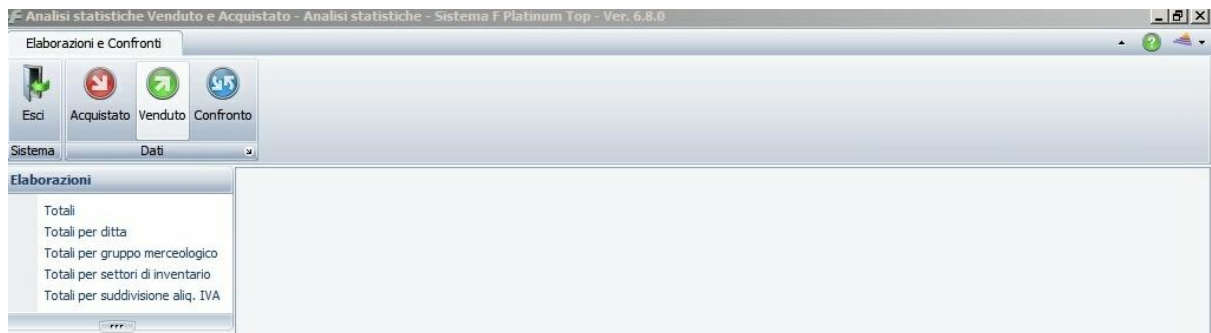 Analisi statistiche Venduto e Acquistato - Analisi statistiche - Sistema F Platinum Top - Ver. 6.8.0
Elaborazioni e Confronti
Esci Acquistato Venduto Confronto
Sistema Dati
Elaborazioni
Totali
Totali per ditta
Totali per gruppo merceologico
Totali per settori di inventario
Totali per suddivisione aliq. IVA